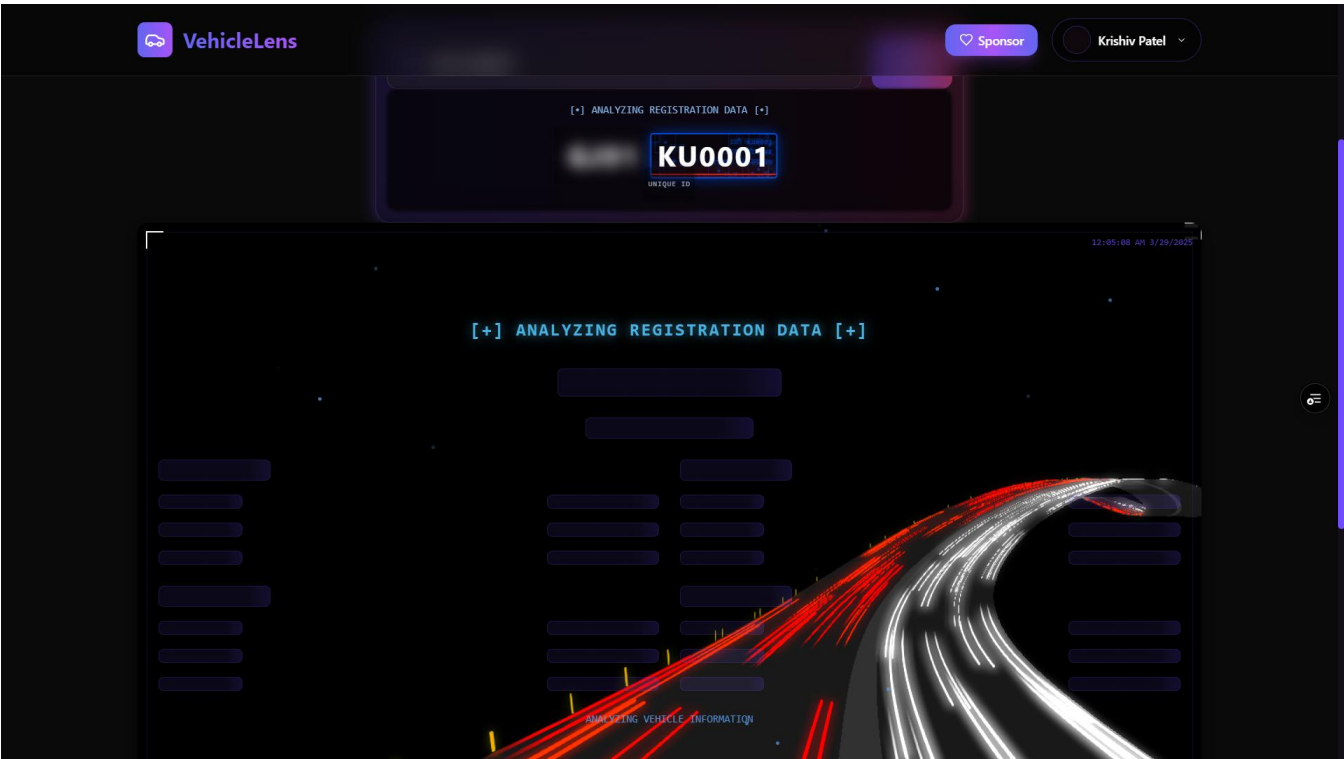 VehicleLens
Sponsor
Krishiv Patel
[•] ANALYZING REGISTRATION DATA [•]
KU0001
UNIQUE ID
12:05:08 AM 3/29/2025
[+] ANALYZING REGISTRATION DATA [+]
ANALYZING VEHICLE INFORMATION